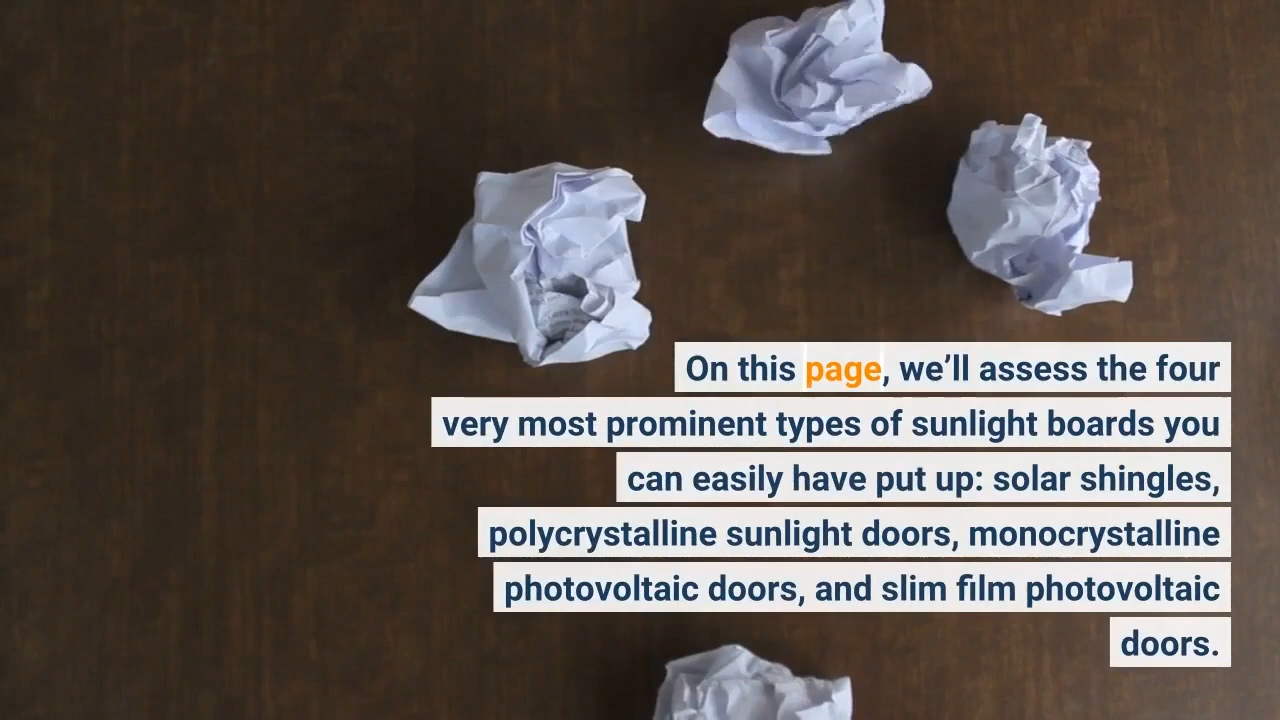 On this page, we’ll assess the four
very most prominent types of sunlight boards you
can easily have put up: solar shingles,
polycrystalline sunlight doors, monocrystalline
photovoltaic doors, and slim film photovoltaic
doors.